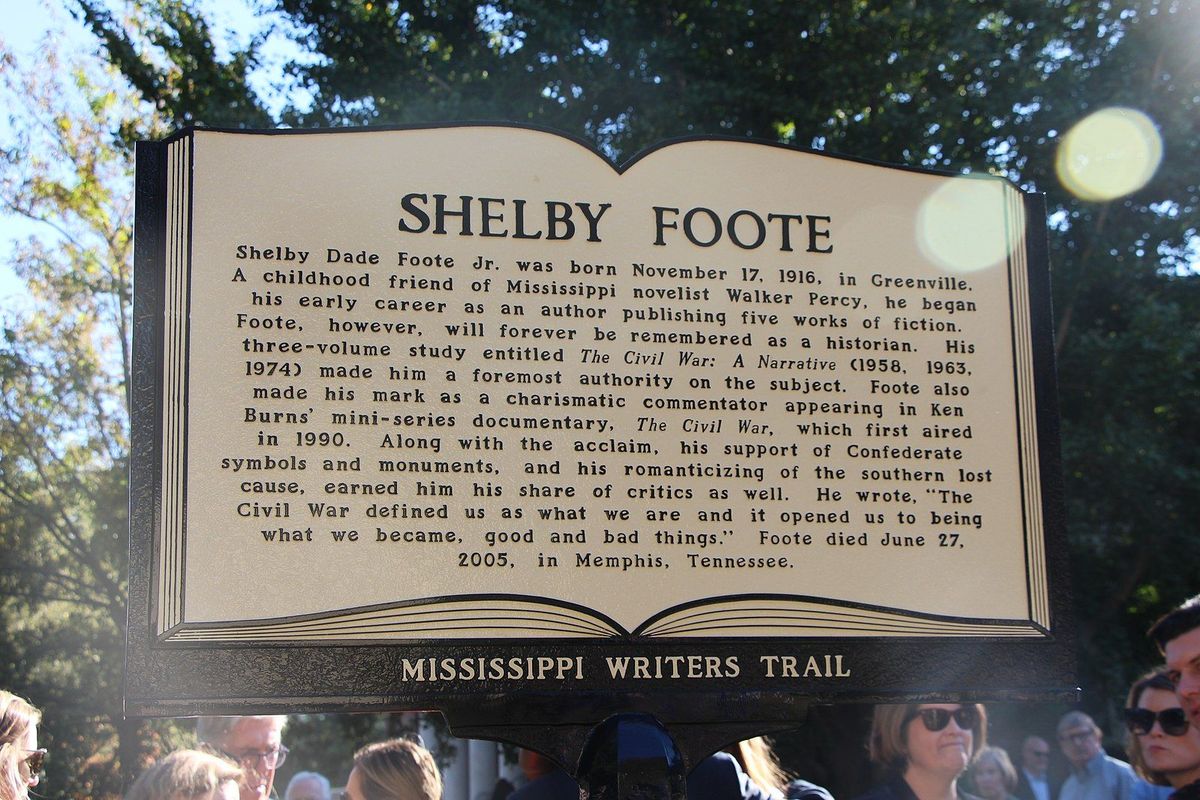 SHELBY FOOTE
Shelby Dade Foote Jr. was born November 17, 1916, in Greenville.
A childhood friend of Mississippi novelist Walker Percy, he began
his early career as an author publishing five works of fiction.
Foote, however, will forever be remembered as a historian. His
three-volume study entitled The Civil War: A Narrative (1958, 1963,
1974) made him a foremost authority on the subject. Foote also
made his mark as a charismatic commentator appearing in Ken
Burns' mini-series documentary, The Civil War, which first aired
in 1990. Along with the acclaim, his support of Confederate
symbols and monuments, and his romanticizing of the southern lost
cause, earned him his share of critics as well. He wrote, "The
Civil War defined us as what we are and it opened us to being
what we became, good and bad things." Foote died June 27,
2005, in Memphis, Tennessee.
MISSISSIPPI WRITERS TRAIL